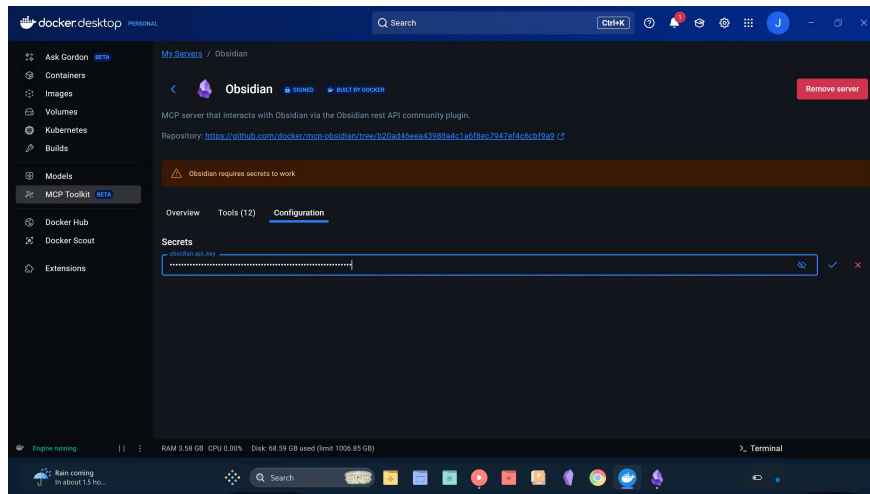 docker.desktop PERSONAL
Search
Ctrl+K
J
Ask Gordon BETA
Containers
Images
Volumes
Kubernetes
Builds
Models
MCP Toolkit BETA
Docker Hub
Docker Scout
Extensions
My Servers / Obsidian
Obsidian SIGNED BUILT BY DOCKER
Remove server
MCP server that interacts with Obsidian via the Obsidian rest API community plugin.
Repository: https://github.com/docker/mcp-obsidian/tree/b20ad46eea43988a4c1a6f8ec7947ef4c6cbf9a9
Obsidian requires secrets to work
Overview Tools (12) Configuration
Secrets
obsidian.api_key
Engine running
RAM 3.58 GB CPU 0.00% Disk: 68.59 GB used (limit 1006.85 GB)
>_ Terminal
Rain coming
In about 1.5 ho...
Search